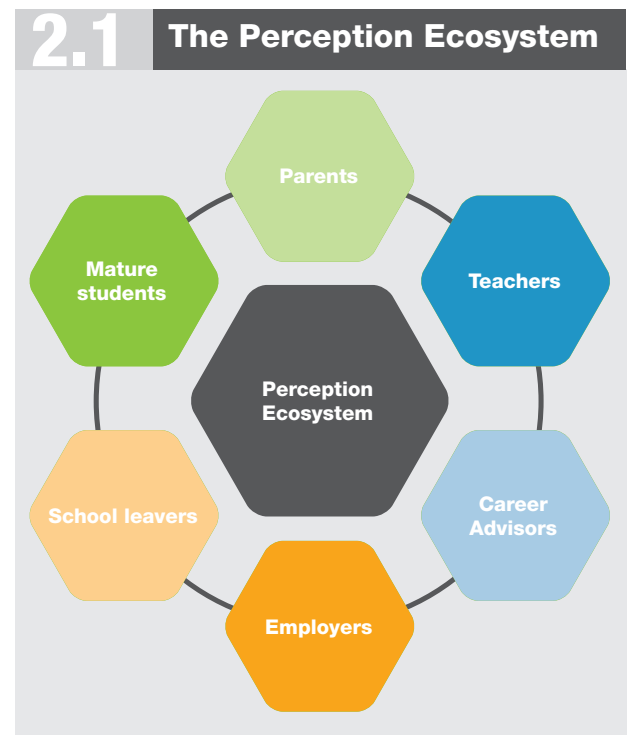 2.1 The Perception Ecosystem
Parents
Teachers
Career
Advisors
Employers
School leavers
Mature
students
Perception
Ecosystem